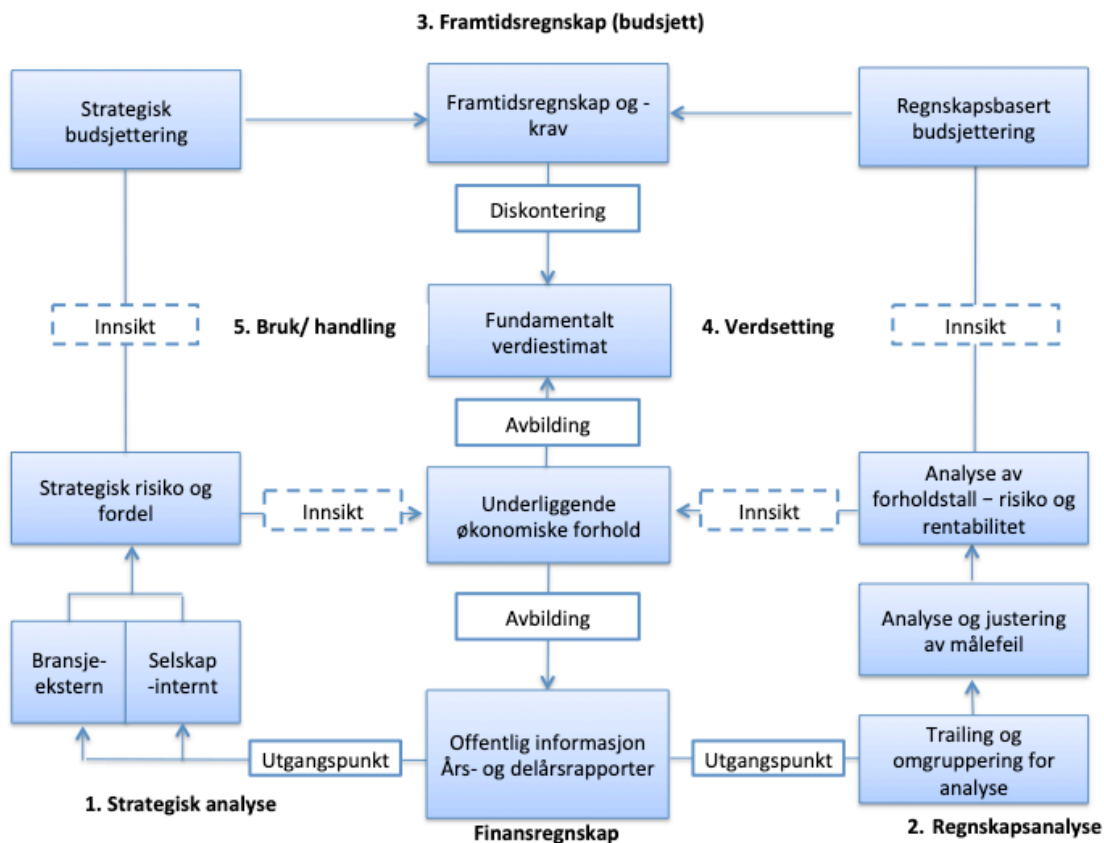 3. Framtidsregnskap (budsjett)
Strategisk
budsjettering
Framtidsregnskap og -
krav
Regnskapsbasert
budsjettering
Diskontering
Innsikt
5. Bruk/ handling
Fundamentalt
verdiestimat
4. Verdsetting
Innsikt
Avbilding
Strategisk risiko og
fordel
Innsikt
Underliggende
økonomiske forhold
Innsikt
Analyse av
forholdstall – risiko og
rentabilitet
Avbilding
Bransje-
ekstern
Selskap
-internt
Analyse og justering
av målefeil
Utgangspunkt
Offentlig informasjon
Års- og delårsrapporter
Utgangspunkt
Trailing og
omgruppering for
analyse
1. Strategisk analyse
Finansregnskap
2. Regnskapsanalyse